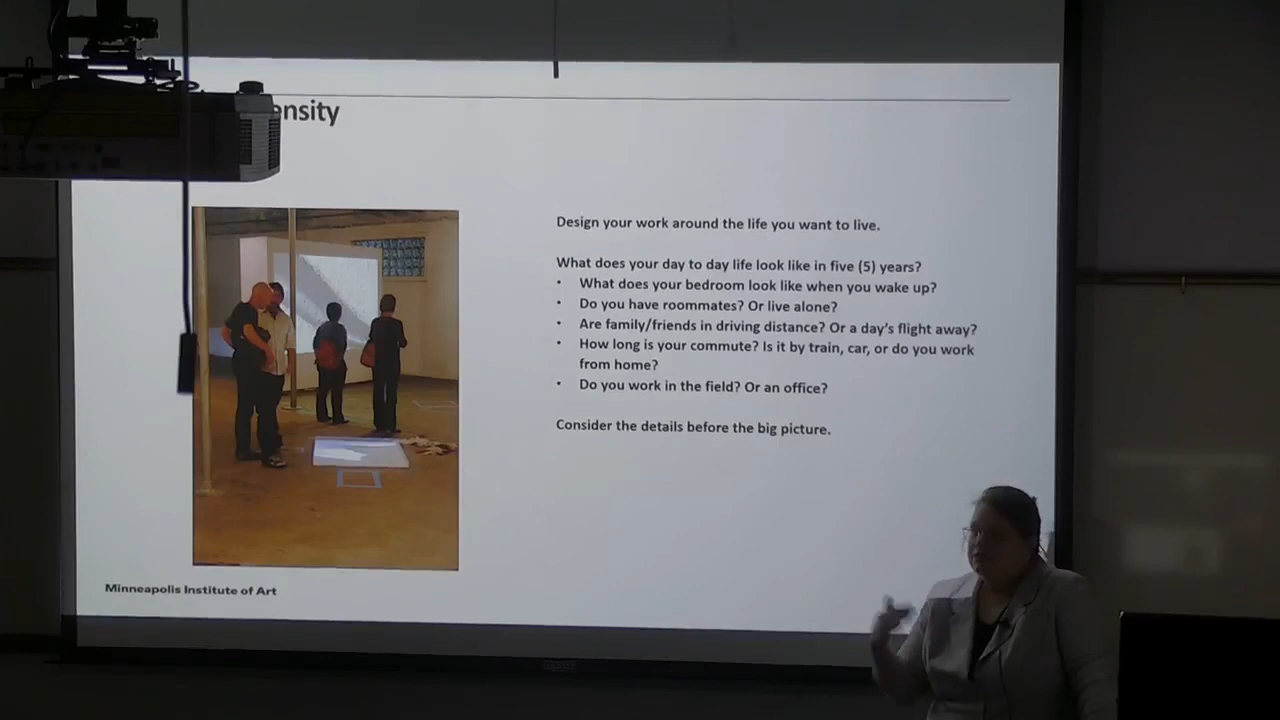 Design your work around the life you want to live.
What does your day to day life look like in five (5) years?
• What does your bedroom look like when you wake up?
• Do you have roommates? Or live alone?
• Are family/friends in driving distance? Or a day's flight away?
• How long is your commute? Is it by train, car, or do you work
from home?
• Do you work in the field? Or an office?
Consider the details before the big picture.
Minneapolis Institute of Art